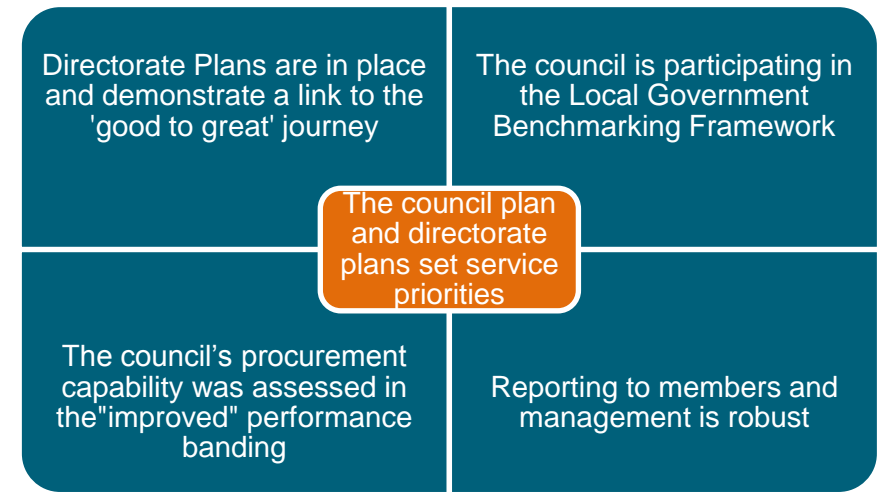 Directorate Plans are in place
and demonstrate a link to the
'good to great' journey
The council is participating in
the Local Government
Benchmarking Framework
The council plan
and directorate
plans set service
priorities
The council’s procurement
capability was assessed in
the"improved" performance
banding
Reporting to members and
management is robust